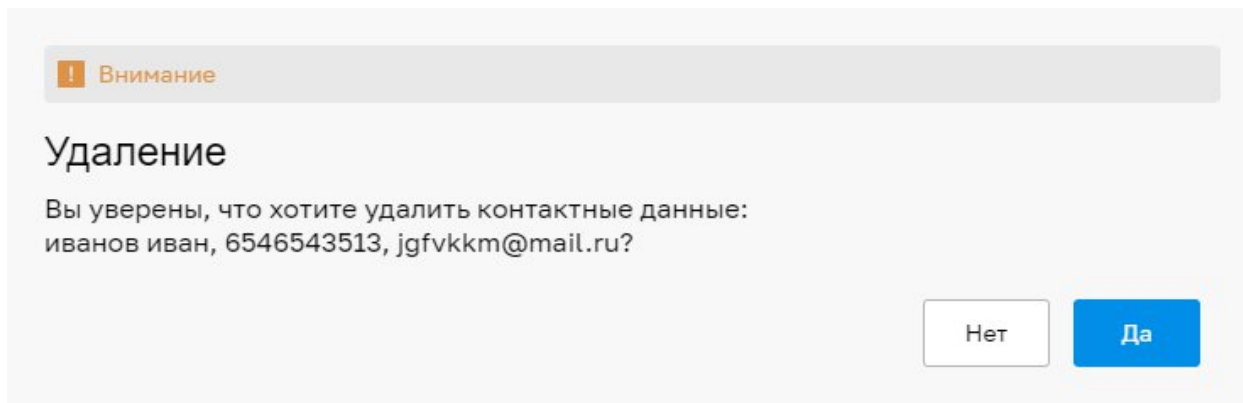 ! Внимание
Удаление
Вы уверены, что хотите удалить контактные данные:
иванов иван, 6546543513, jgfvkkm@mail.ru?
Нет
Да